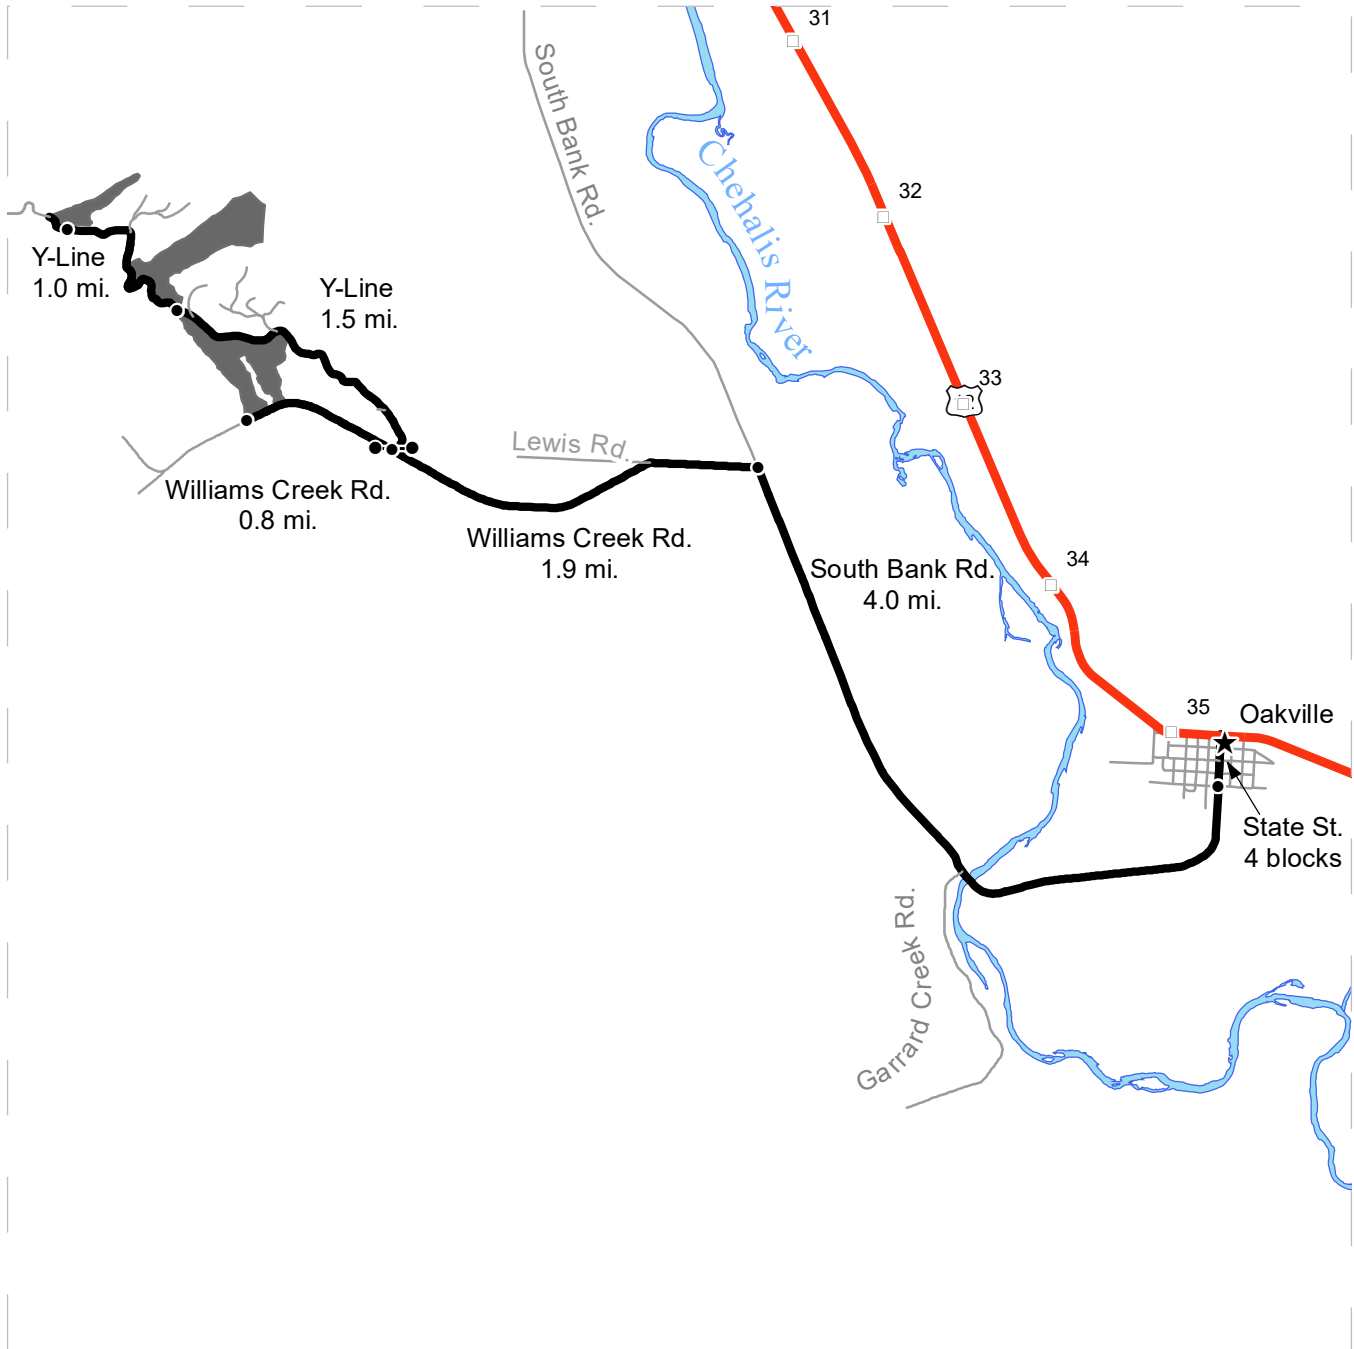 31
South Bank Rd.
32
Chehalis River
Y-Line
1.0 mi.
Y-Line
1.5 mi.
33
Lewis Rd.
Williams Creek Rd.
0.8 mi.
Williams Creek Rd.
1.9 mi.
34
South Bank Rd.
4.0 mi.
35
Oakville
State St.
4 blocks
Garrard Creek Rd.